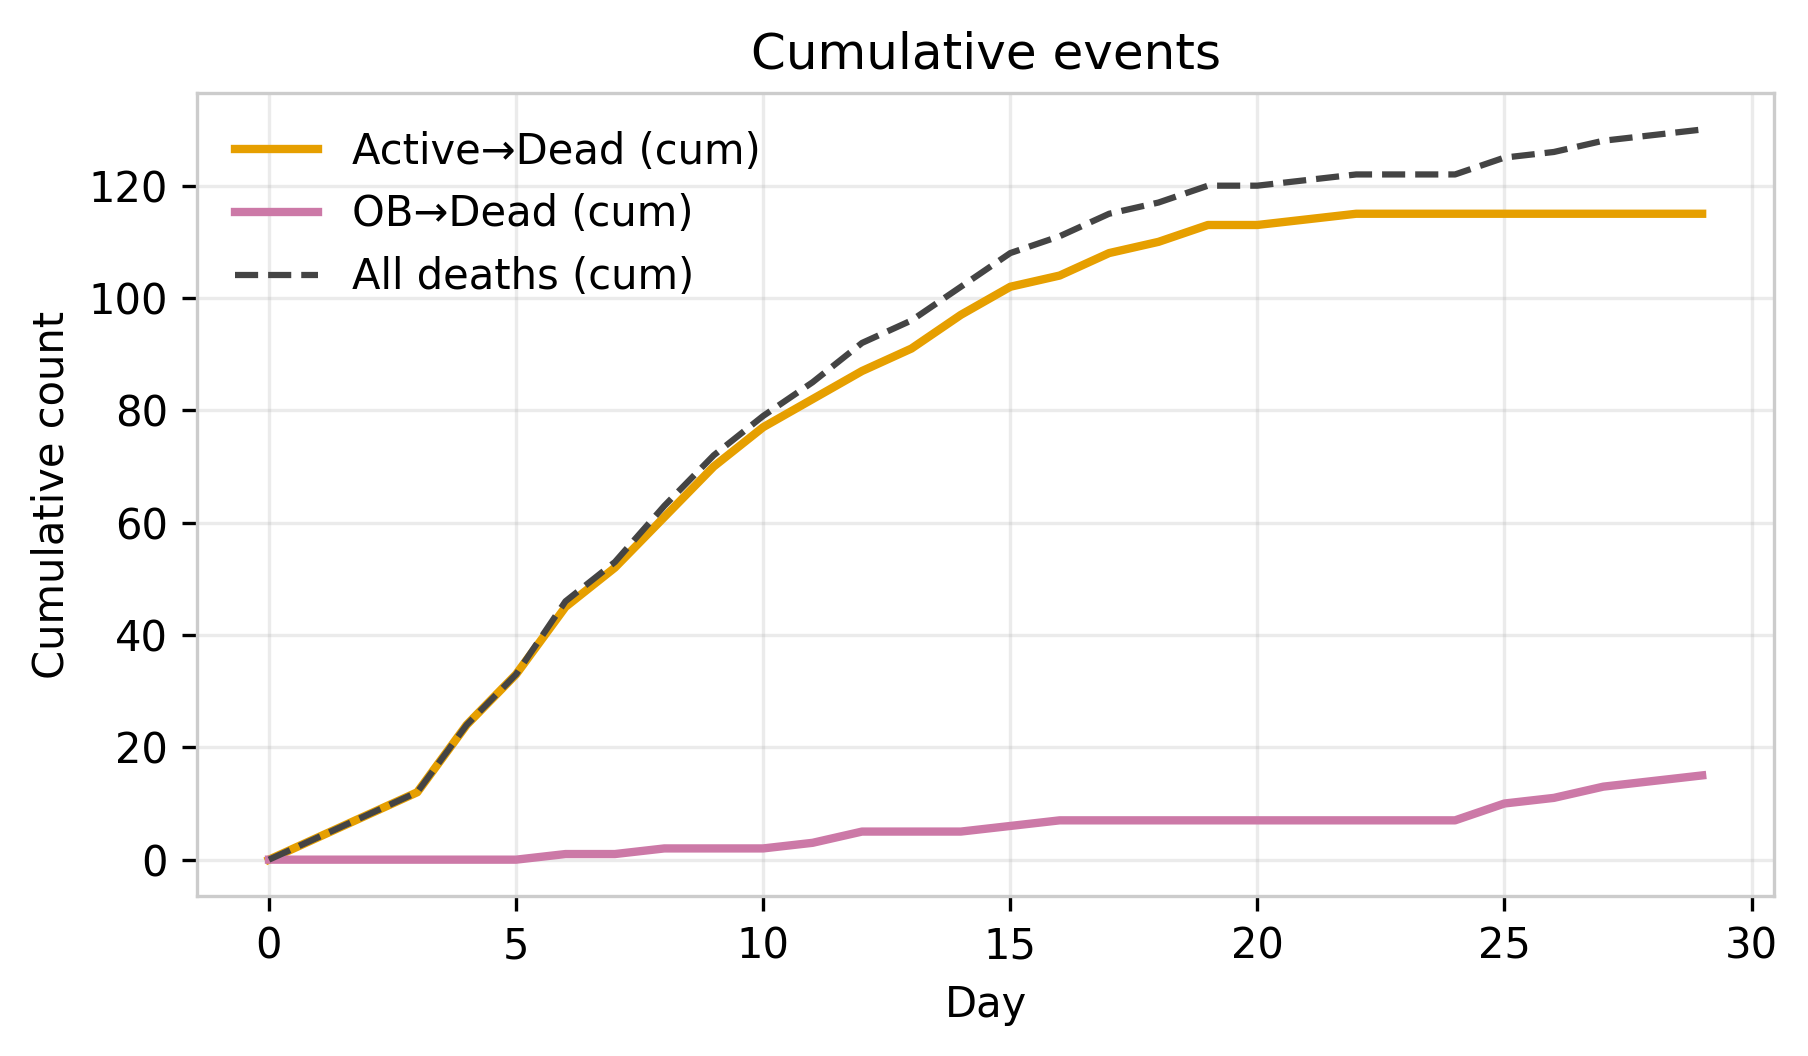 Cumulative events
Active→Dead (cum)
OB→Dead (cum)
All deaths (cum)
Cumulative count
120
100
80
60
40
20
0
0 5 10 15 20 25 30
Day